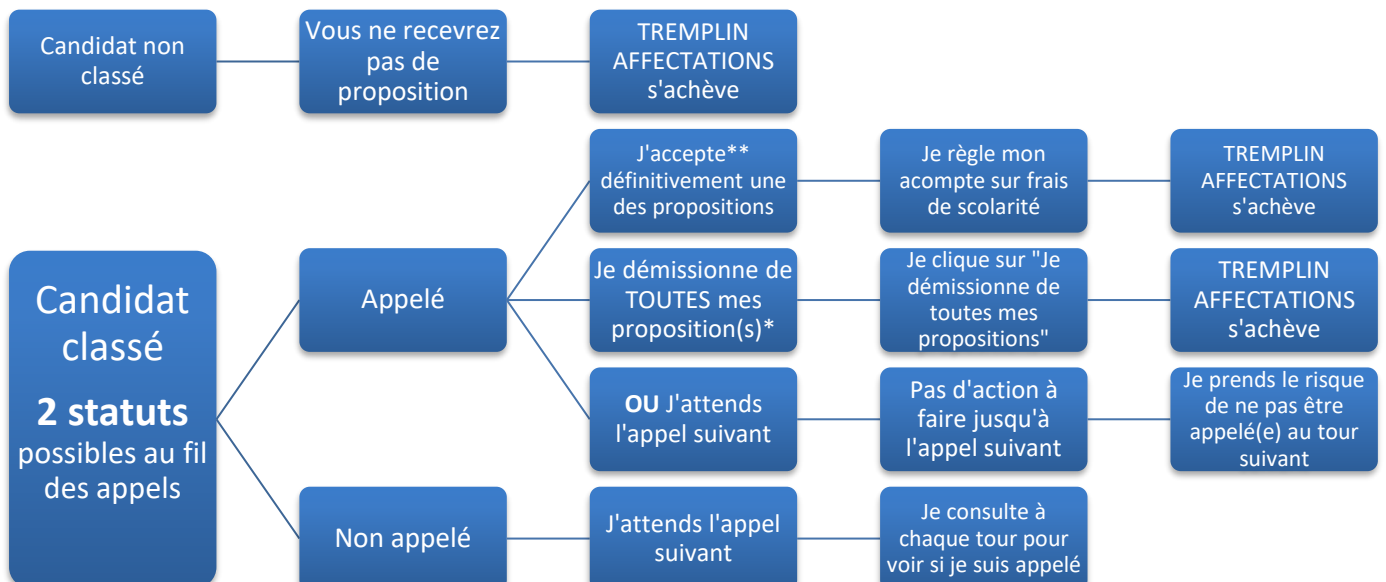 Candidat non
classé
Vous ne recevrez
pas de
proposition
TREMPLIN
AFFECTATIONS
s'achève
J'accepte**
définitivement une
des propositions
Je règle mon
acompte sur frais
de scolarité
TREMPLIN
AFFECTATIONS
s'achève
Candidat
classé
2 statuts
possibles au fil
des appels
Appelé
Je démissionne de
TOUTES mes
proposition(s)*
Je clique sur "Je
démissionne de
toutes mes
propositions"
TREMPLIN
AFFECTATIONS
s'achève
OU J'attends
l'appel suivant
Pas d'action à
faire jusqu'à
l'appel suivant
Je prends le risque
de ne pas être
appelé(e) au tour
suivant
Non appelé
J'attends l'appel
suivant
Je consulte à
chaque tour pour
voir si je suis appelé